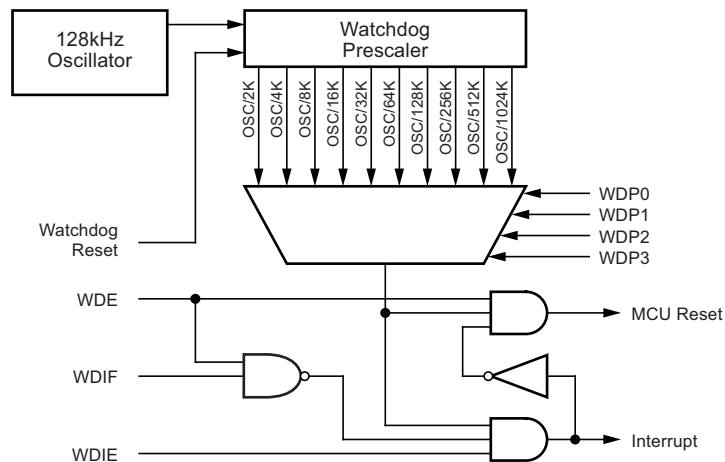 128kHz
Oscillator
Watchdog
Prescaler
OSC/2K
OSC/4K
OSC/8K
OSC/16K
OSC/32K
OSC/64K
OSC/128K
OSC/256K
OSC/512K
OSC/1024K
WDP0
WDP1
WDP2
WDP3
Watchdog
Reset
WDE
MCU Reset
WDIF
Interrupt
WDIE